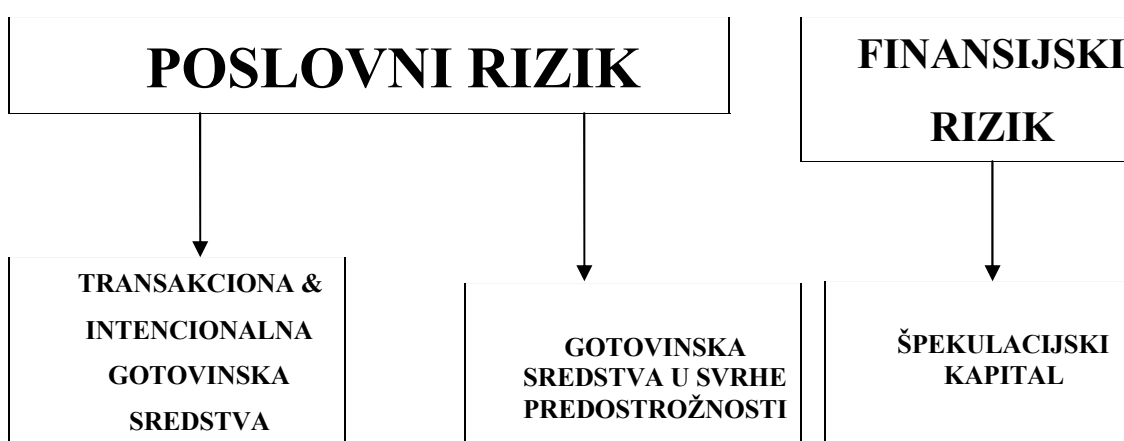 POSLOVNI RIZIK
FINANSIJSKI
RIZIK
TRANSAKCIONA &
INTENCIONALNA
GOTOVINSKA
SREDSTVA
GOTOVINSKA
SREDSTVA U SVRHE
PREDOSTROŽNOSTI
ŠPEKULACIJSKI
KAPITAL